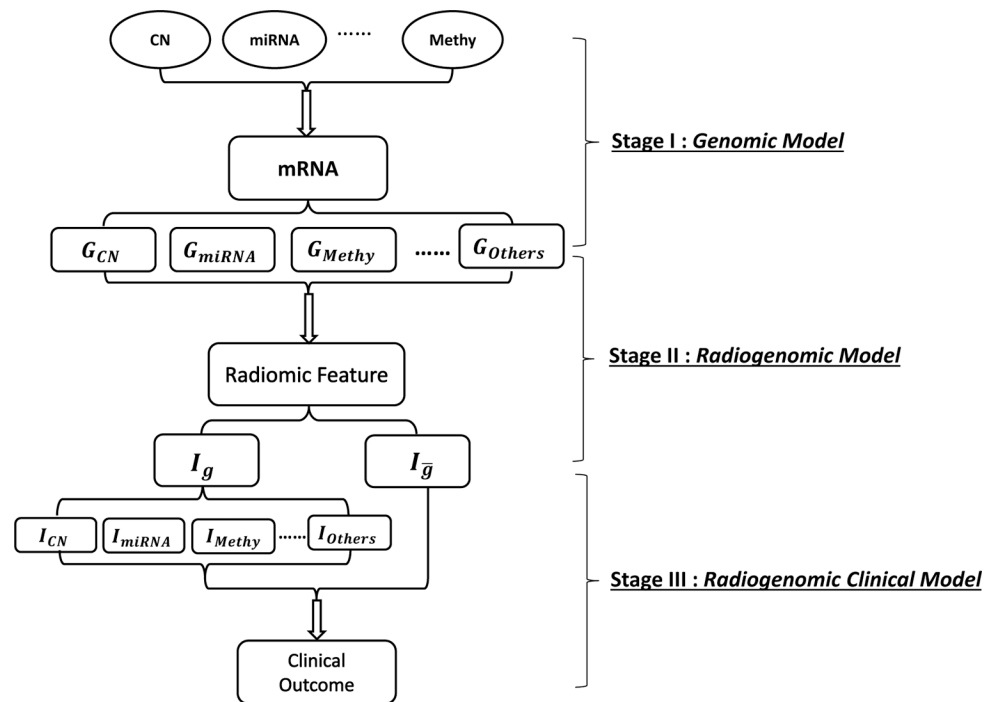 CN
miRNA
......
Methy
Stage I : Genomic Model
mRNA
G_CN
G_miRNA
G_Methy
......
G_Others
Stage II : Radiogenomic Model
Radiomic Feature
I_g
I_g̅
I_CN
I_miRNA
I_Methy
......
I_Others
Stage III : Radiogenomic Clinical Model
Clinical
Outcome